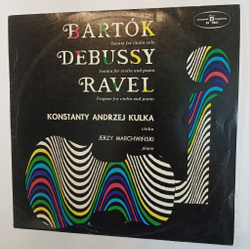 BARTÓK
Sonata for violin solo
DEBUSSY
Sonata for violin and piano
RAVEL
Tzigane for violin and piano
KONSTANTY ANDRZEJ KULKA
violin
JERZY MARCHWIŃSKI
piano